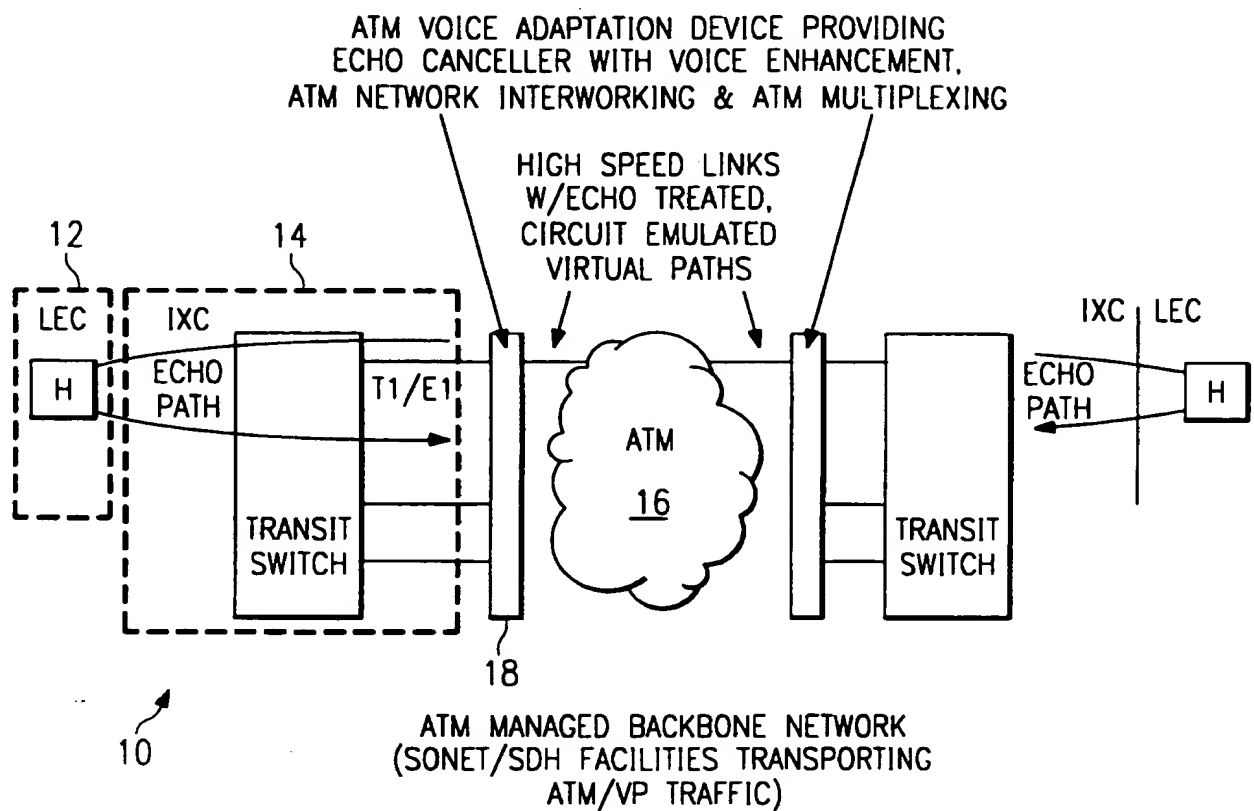 ATM VOICE ADAPTATION DEVICE PROVIDING
ECHO CANCELLER WITH VOICE ENHANCEMENT,
ATM NETWORK INTERWORKING & ATM MULTIPLEXING
HIGH SPEED LINKS
W/ECHO TREATED,
CIRCUIT EMULATED
VIRTUAL PATHS
12
14
LEC
IXC
H
ECHO
PATH
T1/E1
TRANSIT
SWITCH
ATM
16
TRANSIT
SWITCH
IXC
LEC
ECHO
PATH
H
18
10
ATM MANAGED BACKBONE NETWORK
(SONET/SDH FACILITIES TRANSPORTING
ATM/VP TRAFFIC)